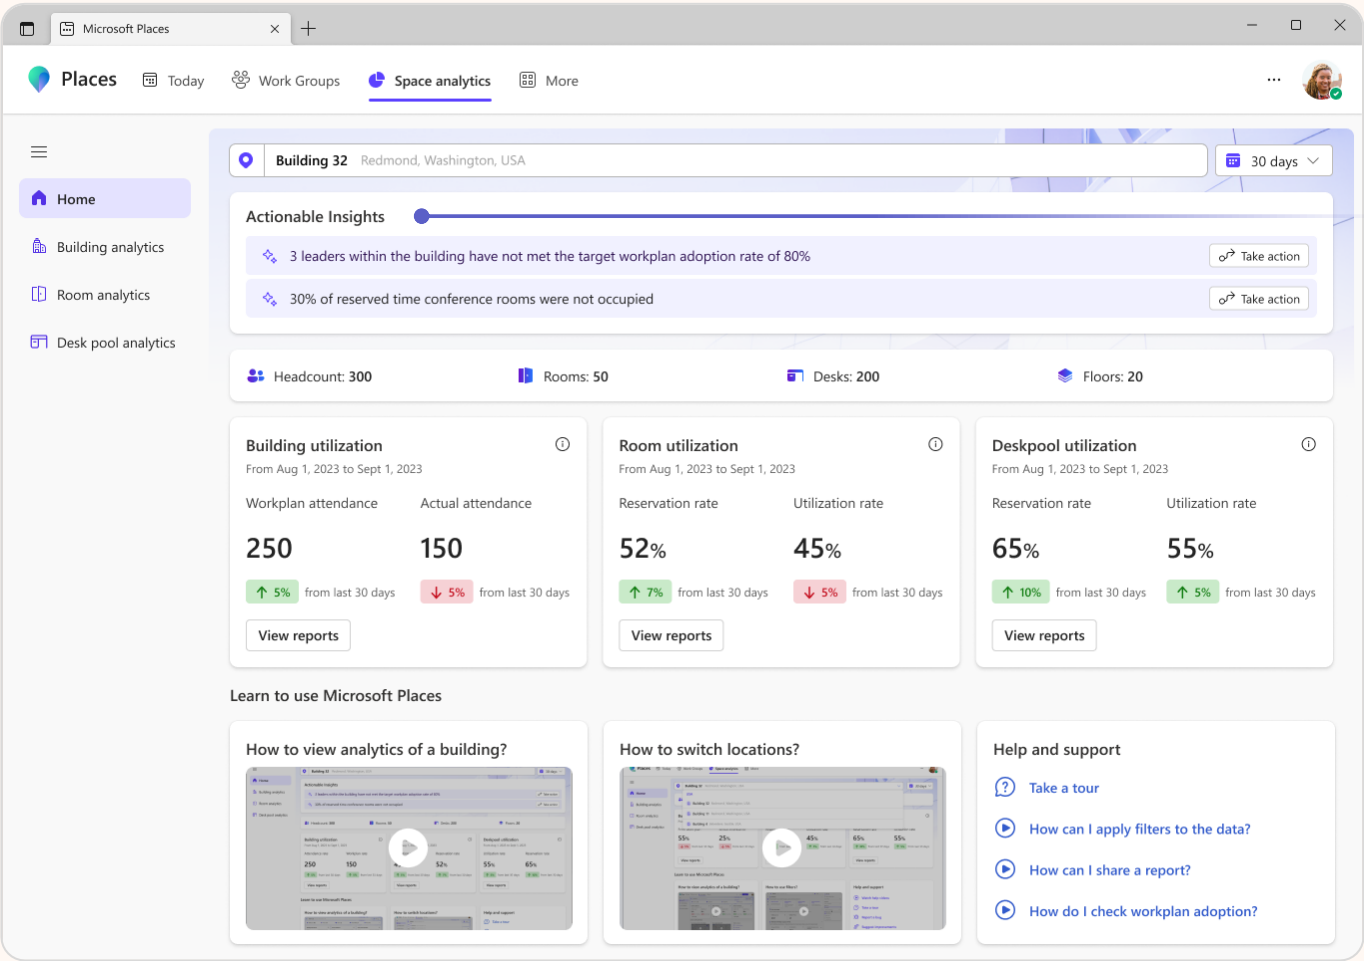 Microsoft Places
Places
Today
Work Groups
Space analytics
More
Home
Building analytics
Room analytics
Desk pool analytics
Building 32 Redmond, Washington, USA
30 days
Actionable Insights
3 leaders within the building have not met the target workplan adoption rate of 80%
Take action
30% of reserved time conference rooms were not occupied
Take action
Headcount: 300
Rooms: 50
Desks: 200
Floors: 20
Building utilization
From Aug 1, 2023 to Sept 1, 2023
Workplan attendance
Actual attendance
250
150
5% from last 30 days
5% from last 30 days
View reports
Room utilization
From Aug 1, 2023 to Sept 1, 2023
Reservation rate
Utilization rate
52%
45%
7% from last 30 days
5% from last 30 days
View reports
Deskpool utilization
From Aug 1, 2023 to Sept 1, 2023
Reservation rate
Utilization rate
65%
55%
10% from last 30 days
5% from last 30 days
View reports
Learn to use Microsoft Places
How to view analytics of a building?
How to switch locations?
Help and support
Take a tour
How can I apply filters to the data?
How can I share a report?
How do I check workplan adoption?